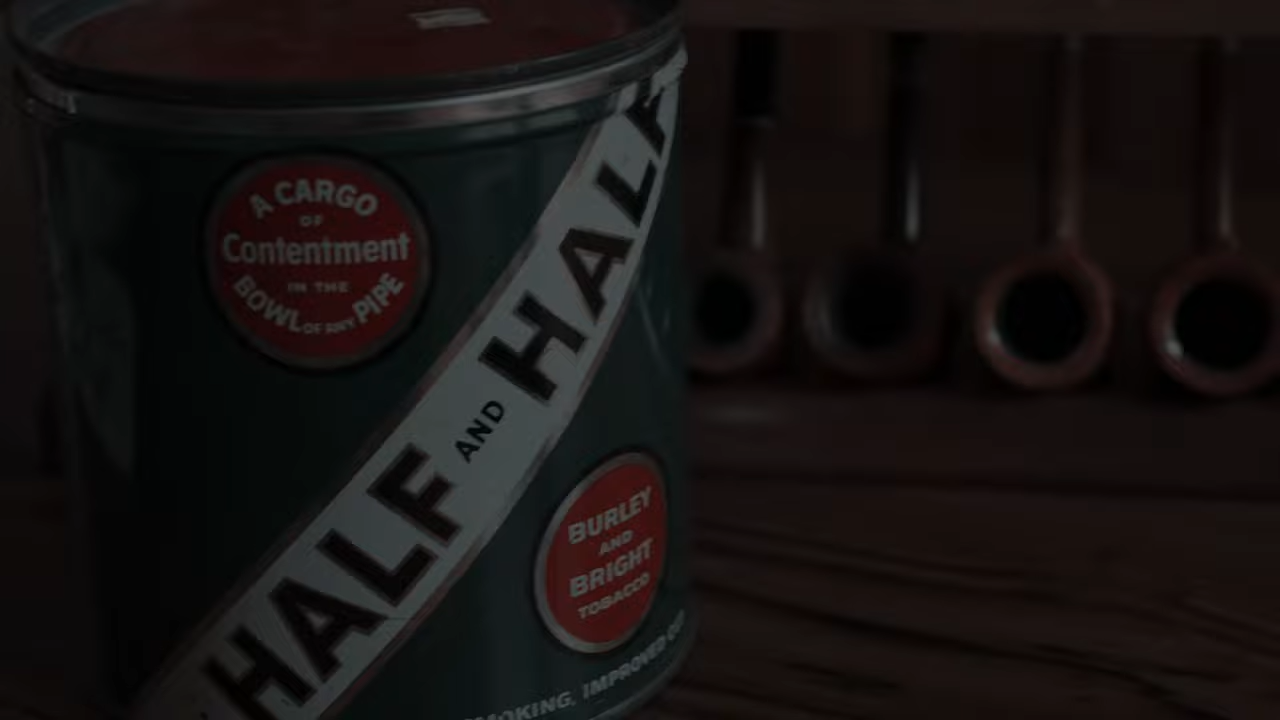 A CARGO
OF
Contentment
IN THE
BOWL OF ANY PIPE
HALF AND HALF
BURLEY
AND
BRIGHT
TOBACCO
SMOKING, IMPROVED